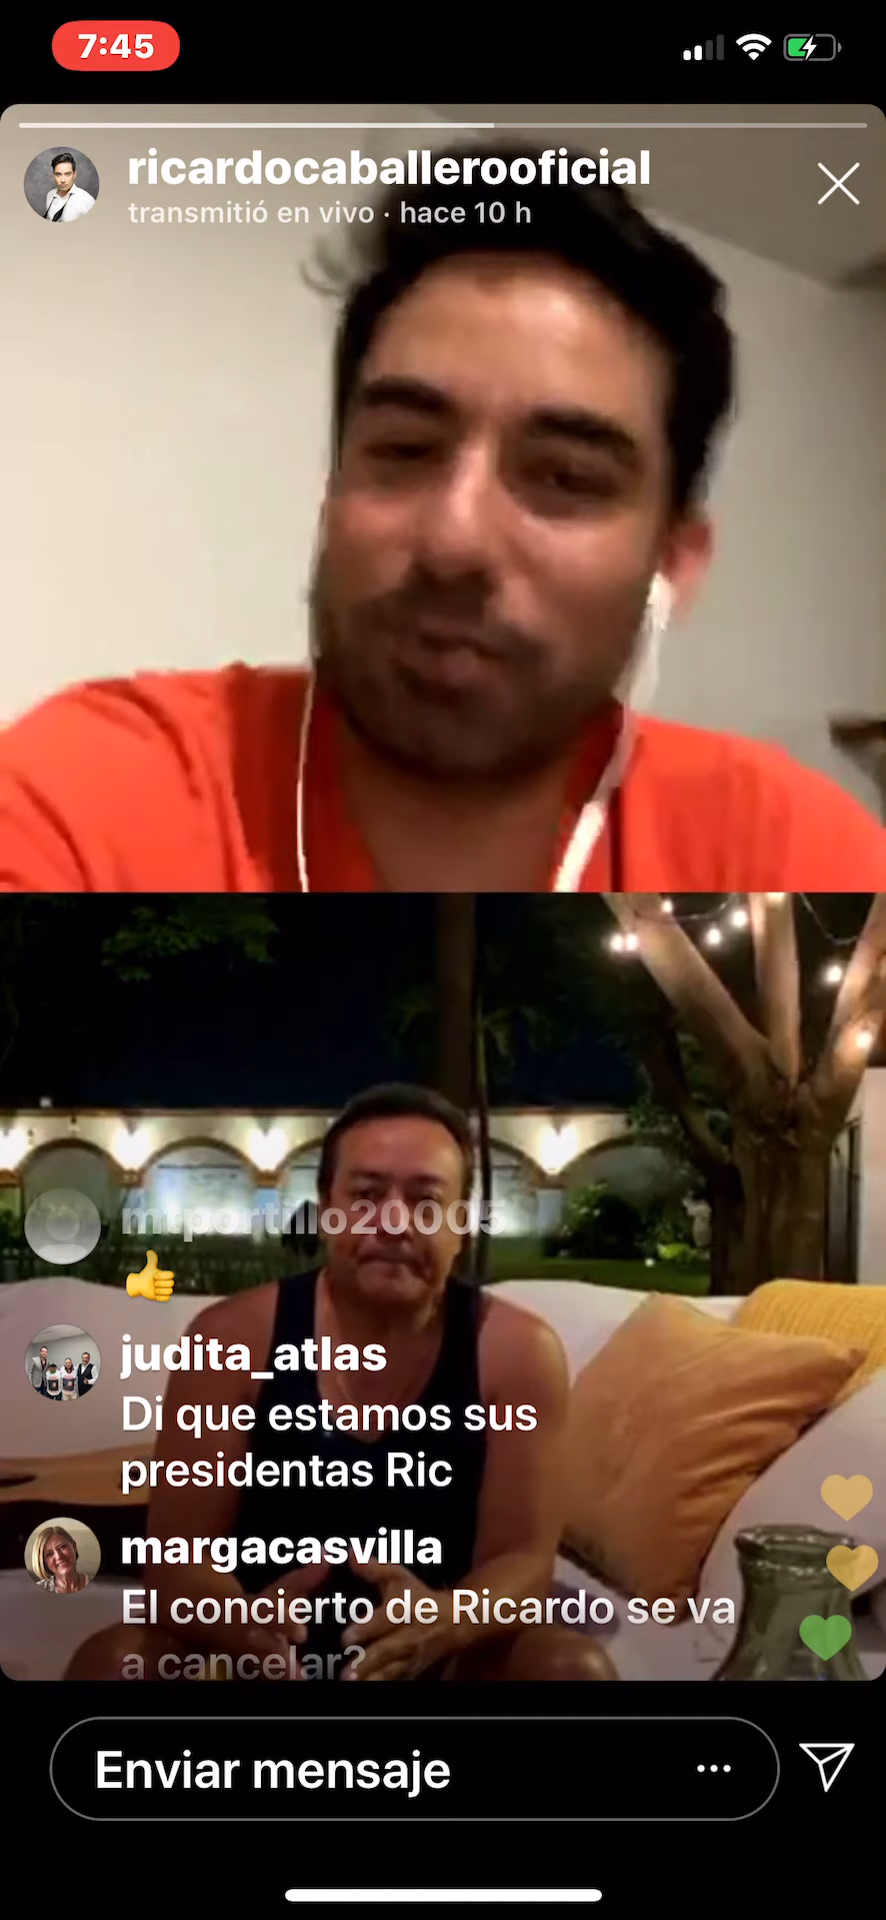 7:45
ricardocaballerooficial
transmitió en vivo · hace 10 h
mtportillo20005
judita_atlas
Di que estamos sus
presidentas Ric
margacasvilla
El concierto de Ricardo se va
a cancelar?
Enviar mensaje